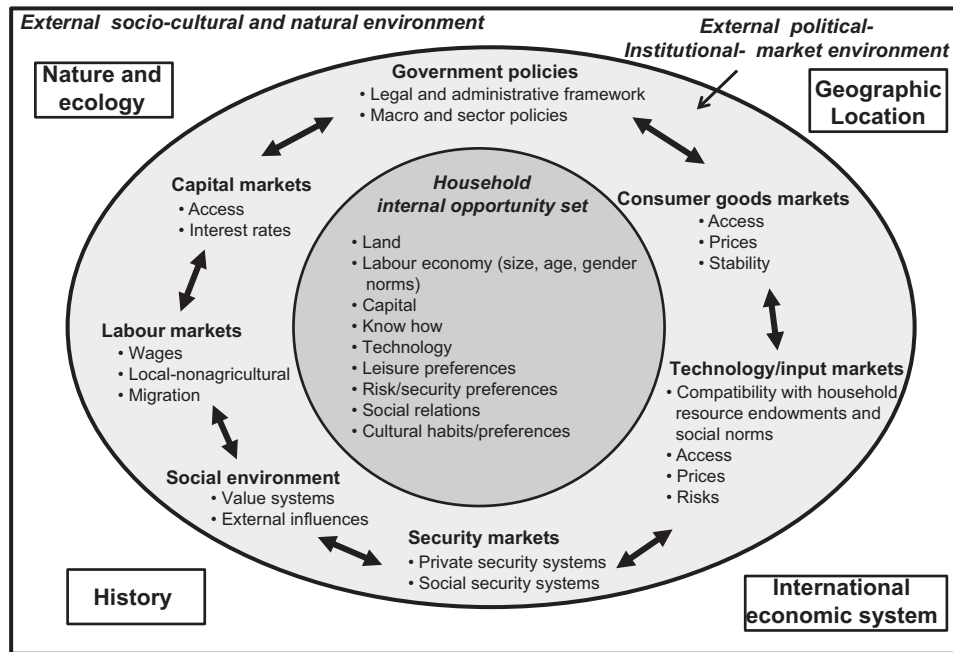 External socio-cultural and natural environment
External political-
Institutional- market environment
Nature and
ecology
Geographic
Location
Government policies
• Legal and administrative framework
• Macro and sector policies
Capital markets
• Access
• Interest rates
Household
internal opportunity set
• Land
• Labour economy (size, age, gender
norms)
• Capital
• Know how
• Technology
• Leisure preferences
• Risk/security preferences
• Social relations
• Cultural habits/preferences
Consumer goods markets
• Access
• Prices
• Stability
Labour markets
• Wages
• Local-nonagricultural
• Migration
Technology/input markets
• Compatibility with household
resource endowments and
social norms
• Access
• Prices
• Risks
Social environment
• Value systems
• External influences
Security markets
• Private security systems
• Social security systems
History
International
economic system